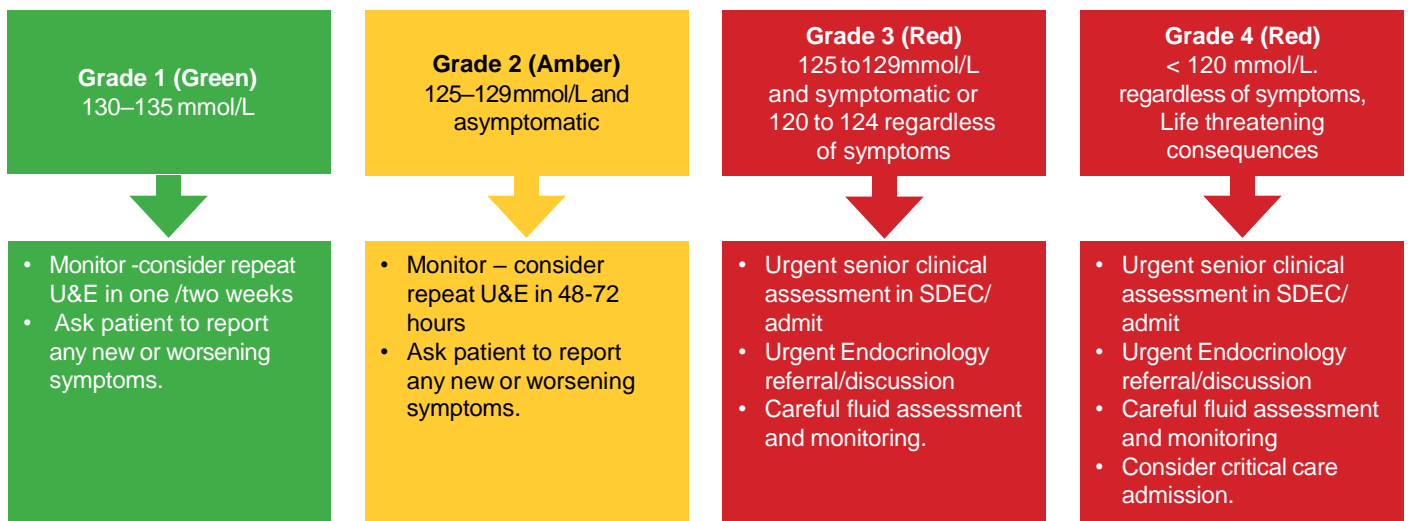 Grade 1 (Green)
130–135 mmol/L
Grade 2 (Amber)
125–129mmol/L and
asymptomatic
Grade 3 (Red)
125 to129mmol/L
and symptomatic or
120 to 124 regardless
of symptoms
Grade 4 (Red)
< 120 mmol/L.
regardless of symptoms,
Life threatening
consequences
• Monitor -consider repeat
U&E in one /two weeks
• Ask patient to report
any new or worsening
symptoms.
• Monitor – consider
repeat U&E in 48-72
hours
• Ask patient to report
any new or worsening
symptoms.
• Urgent senior clinical
assessment in SDEC/
admit
• Urgent Endocrinology
referral/discussion
• Careful fluid assessment
and monitoring.
• Urgent senior clinical
assessment in SDEC/
admit
• Urgent Endocrinology
referral/discussion
• Careful fluid assessment
and monitoring
• Consider critical care
admission.